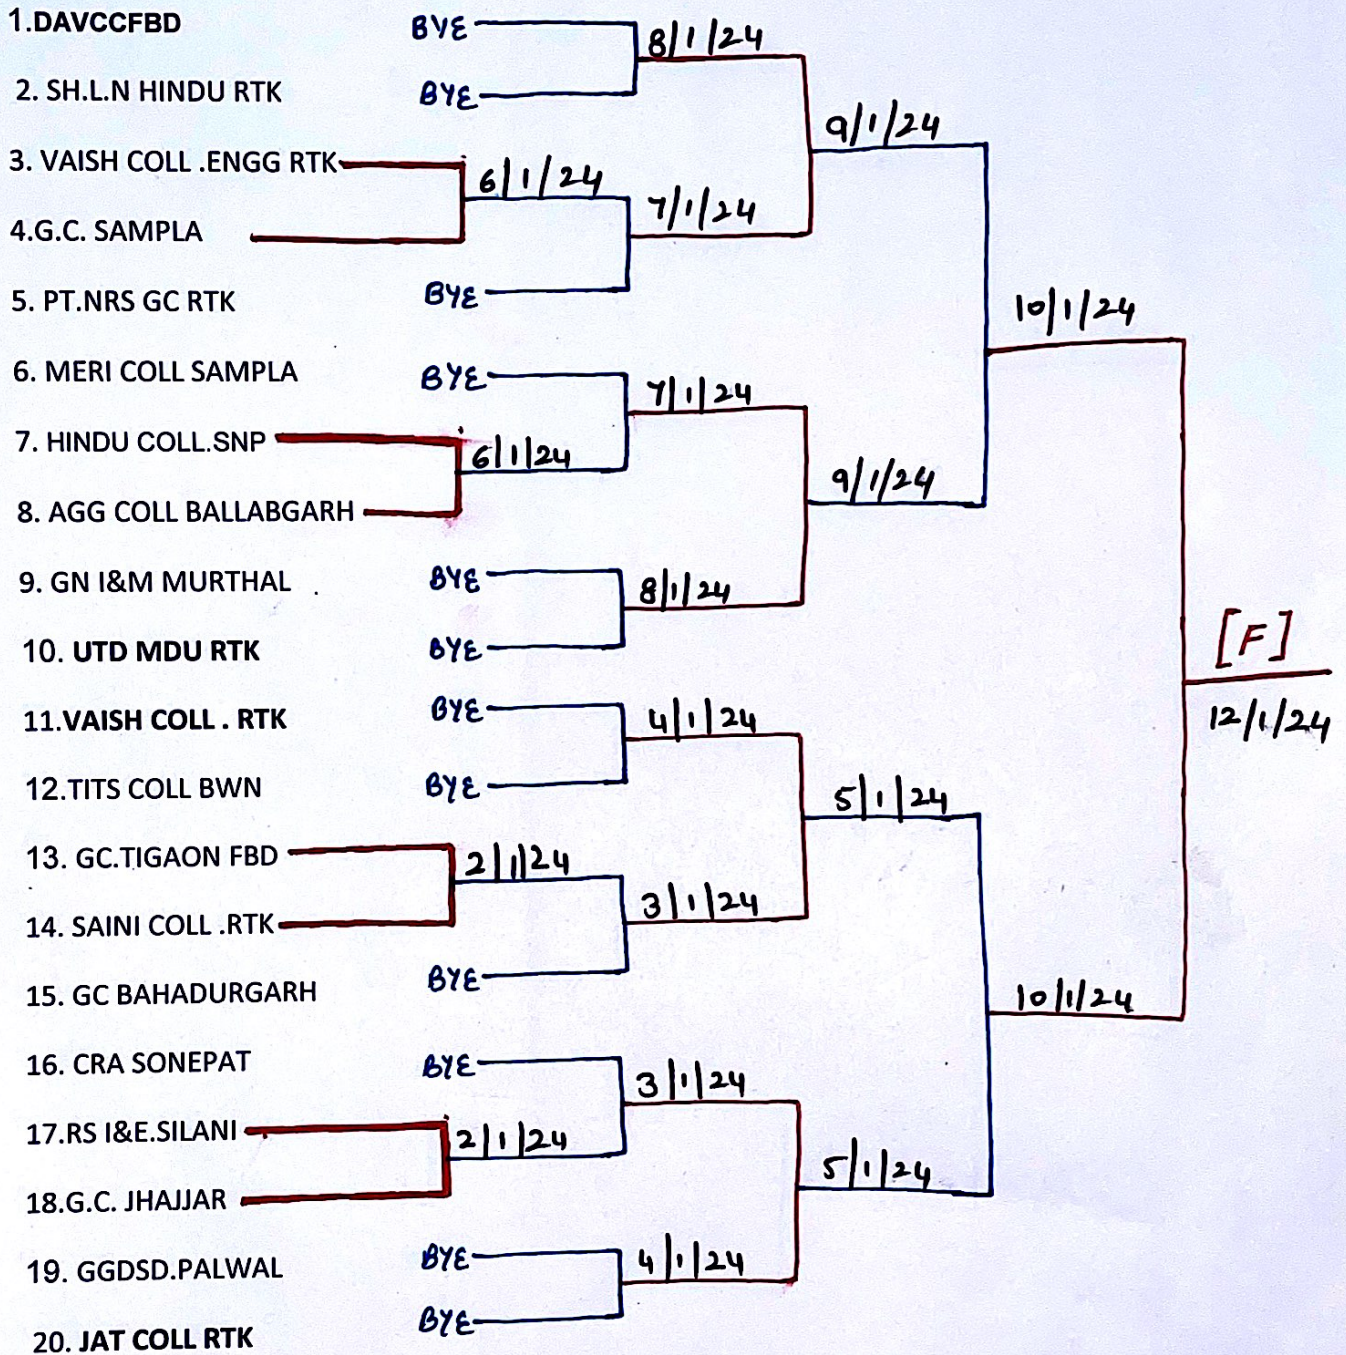 1.DAVCCFBD BYE
8/1/24
2. SH.L.N HINDU RTK BYE
9/1/24
3. VAISH COLL .ENGG RTK
6/1/24
7/1/24
4.G.C. SAMPLA
5. PT.NRS GC RTK BYE
10/1/24
6. MERI COLL SAMPLA BYE
7/1/24
7. HINDU COLL.SNP
6/1/24
9/1/24
8. AGG COLL BALLABGARH
9. GN I&M MURTHAL . BYE
8/1/24
10. UTD MDU RTK BYE
[F]
12/1/24
11.VAISH COLL . RTK BYE
4/1/24
12.TITS COLL BWN BYE
5/1/24
13. GC.TIGAON FBD
2/1/24
3/1/24
14. SAINI COLL .RTK
15. GC BAHADURGARH BYE
10/1/24
16. CRA SONEPAT BYE
3/1/24
17.RS I&E.SILANI
2/1/24
5/1/24
18.G.C. JHAJJAR
19. GGDSD.PALWAL BYE
4/1/24
20. JAT COLL RTK BYE